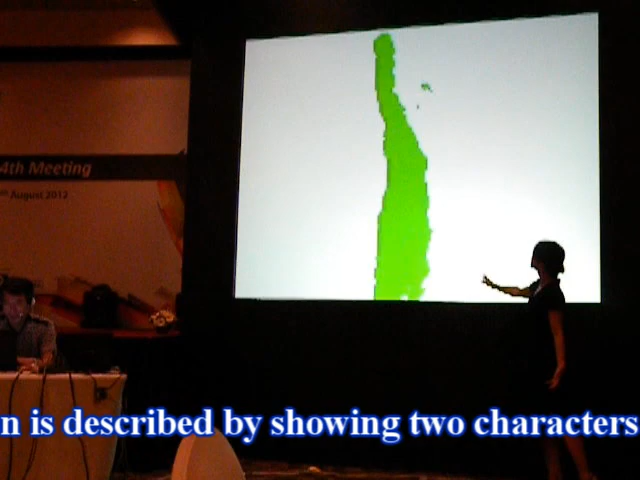 4th Meeting
August 2012
n is described by showing two characters